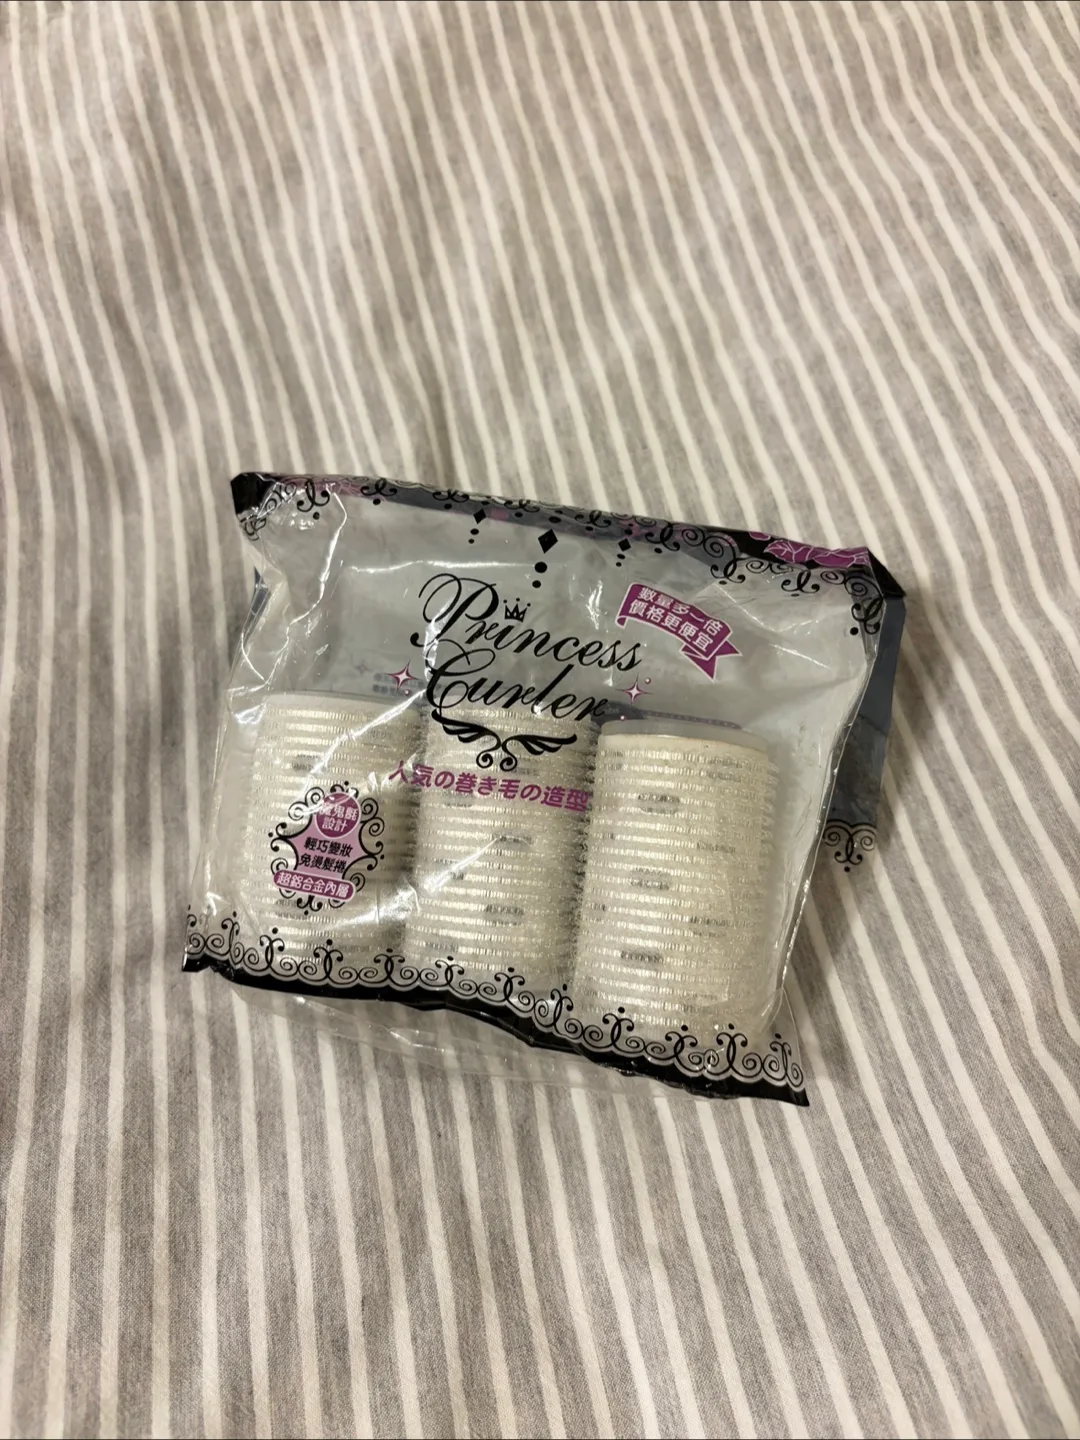 Princess
Curler
數量多一倍
價格更便宜
人気の巻き毛の造型
魔鬼氈
設計
輕巧變妝
免燙髮捲
超鋁合金內層